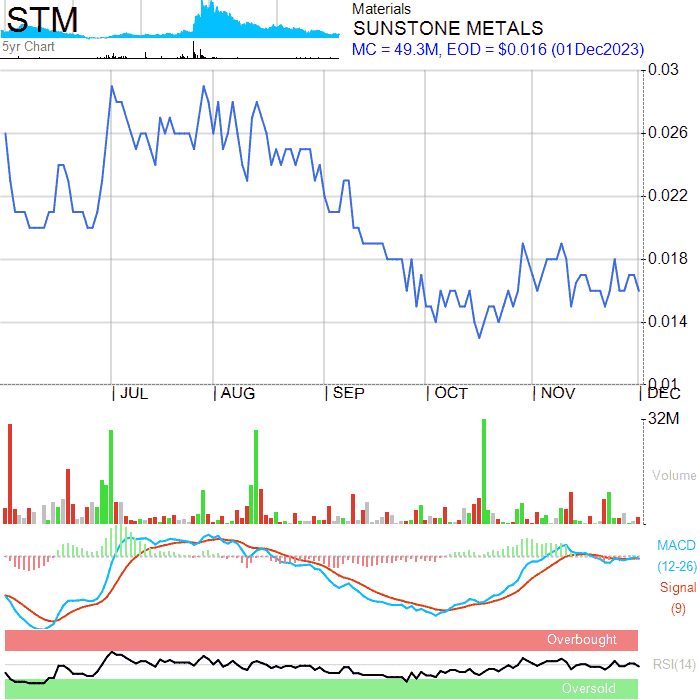 STM
5yr Chart
Materials
SUNSTONE METALS
MC = 49.3M, EOD = $0.016 (01Dec2023)
0.03
0.026
0.022
0.018
0.014
0.01
JUL
AUG
SEP
OCT
NOV
DEC
32M
Volume
MACD
(12-26)
Signal
(9)
Overbought
RSI(14)
Oversold